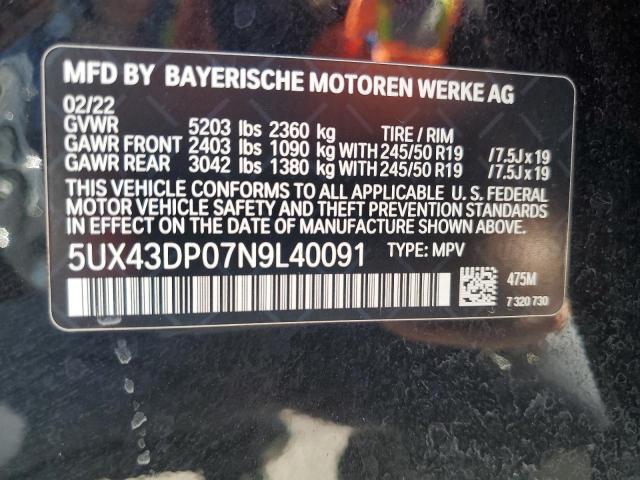 MFD BY BAYERISCHE MOTOREN WERKE AG
02/22
GVWR 5203 lbs 2360 kg TIRE / RIM
GAWR FRONT 2403 lbs 1090 kg WITH 245/50 R19 /7.5J x 19
GAWR REAR 3042 lbs 1380 kg WITH 245/50 R19 /7.5J x 19
THIS VEHICLE CONFORMS TO ALL APPLICABLE U. S. FEDERAL
MOTOR VEHICLE SAFETY AND THEFT PREVENTION STANDARDS
IN EFFECT ON THE DATE OF MANUFACTURE SHOWN ABOVE.
5UX43DP07N9L40091 TYPE: MPV
475M
7 320 730